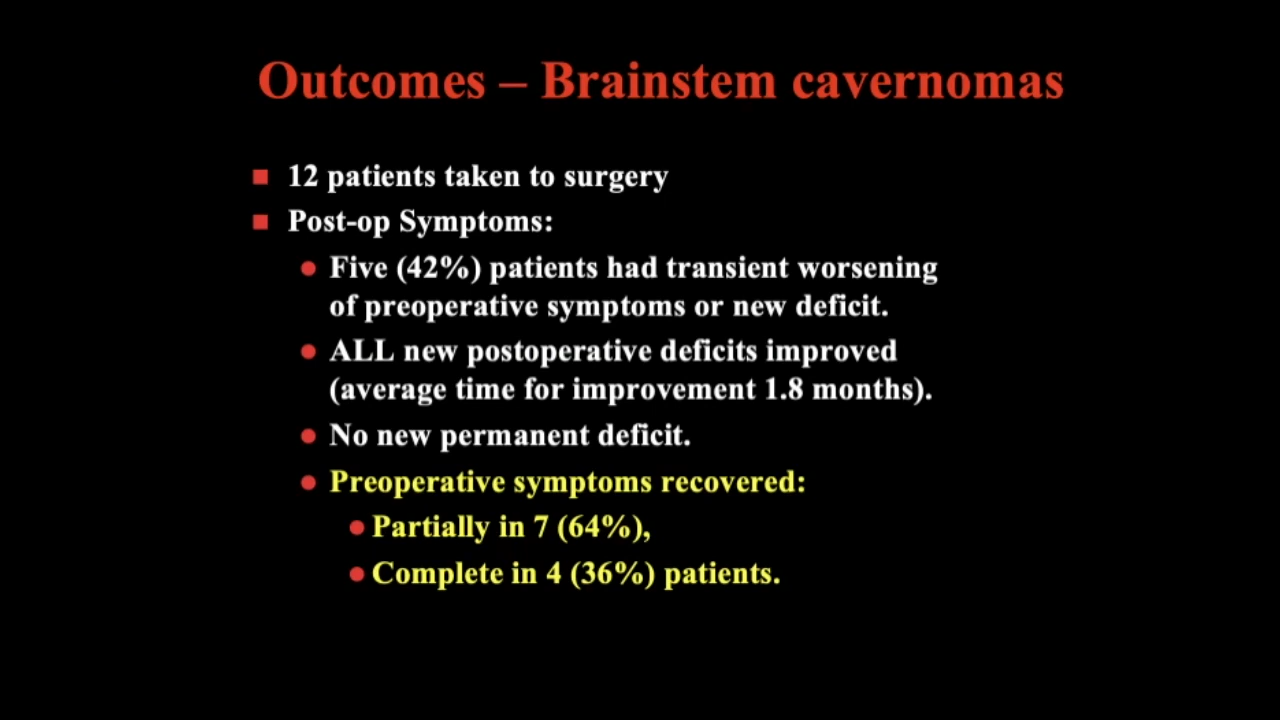 Outcomes – Brainstem cavernomas
12 patients taken to surgery
Post-op Symptoms:
Five (42%) patients had transient worsening
of preoperative symptoms or new deficit.
ALL new postoperative deficits improved
(average time for improvement 1.8 months).
No new permanent deficit.
Preoperative symptoms recovered:
Partially in 7 (64%),
Complete in 4 (36%) patients.